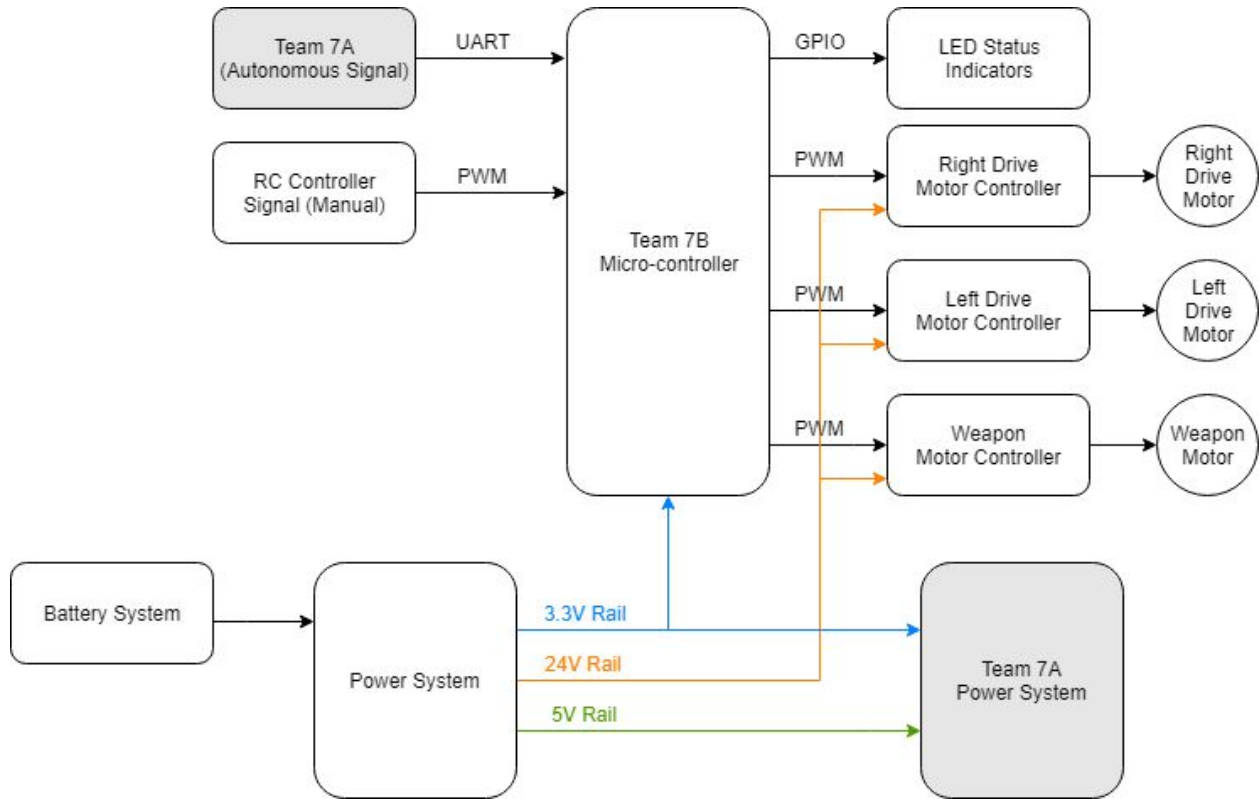 Team 7A
(Autonomous Signal)
UART
GPIO
LED Status
Indicators
RC Controller
Signal (Manual)
PWM
Team 7B
Micro-controller
PWM
Right Drive
Motor Controller
Right
Drive
Motor
PWM
Left Drive
Motor Controller
Left
Drive
Motor
PWM
Weapon
Motor Controller
Weapon
Motor
Battery System
Power System
3.3V Rail
24V Rail
5V Rail
Team 7A
Power System